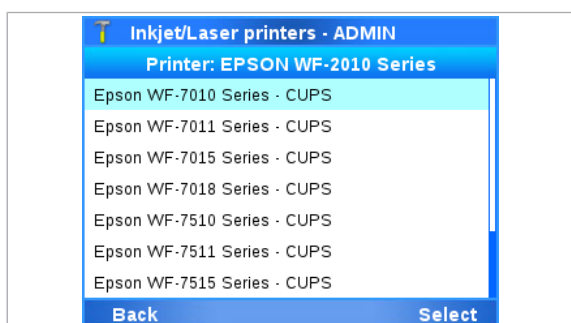 Inkjet/Laser printers - ADMIN
Printer: EPSON WF-2010 Series
Epson WF-7010 Series - CUPS
Epson WF-7011 Series - CUPS
Epson WF-7015 Series - CUPS
Epson WF-7018 Series - CUPS
Epson WF-7510 Series - CUPS
Epson WF-7511 Series - CUPS
Epson WF-7515 Series - CUPS
Back Select